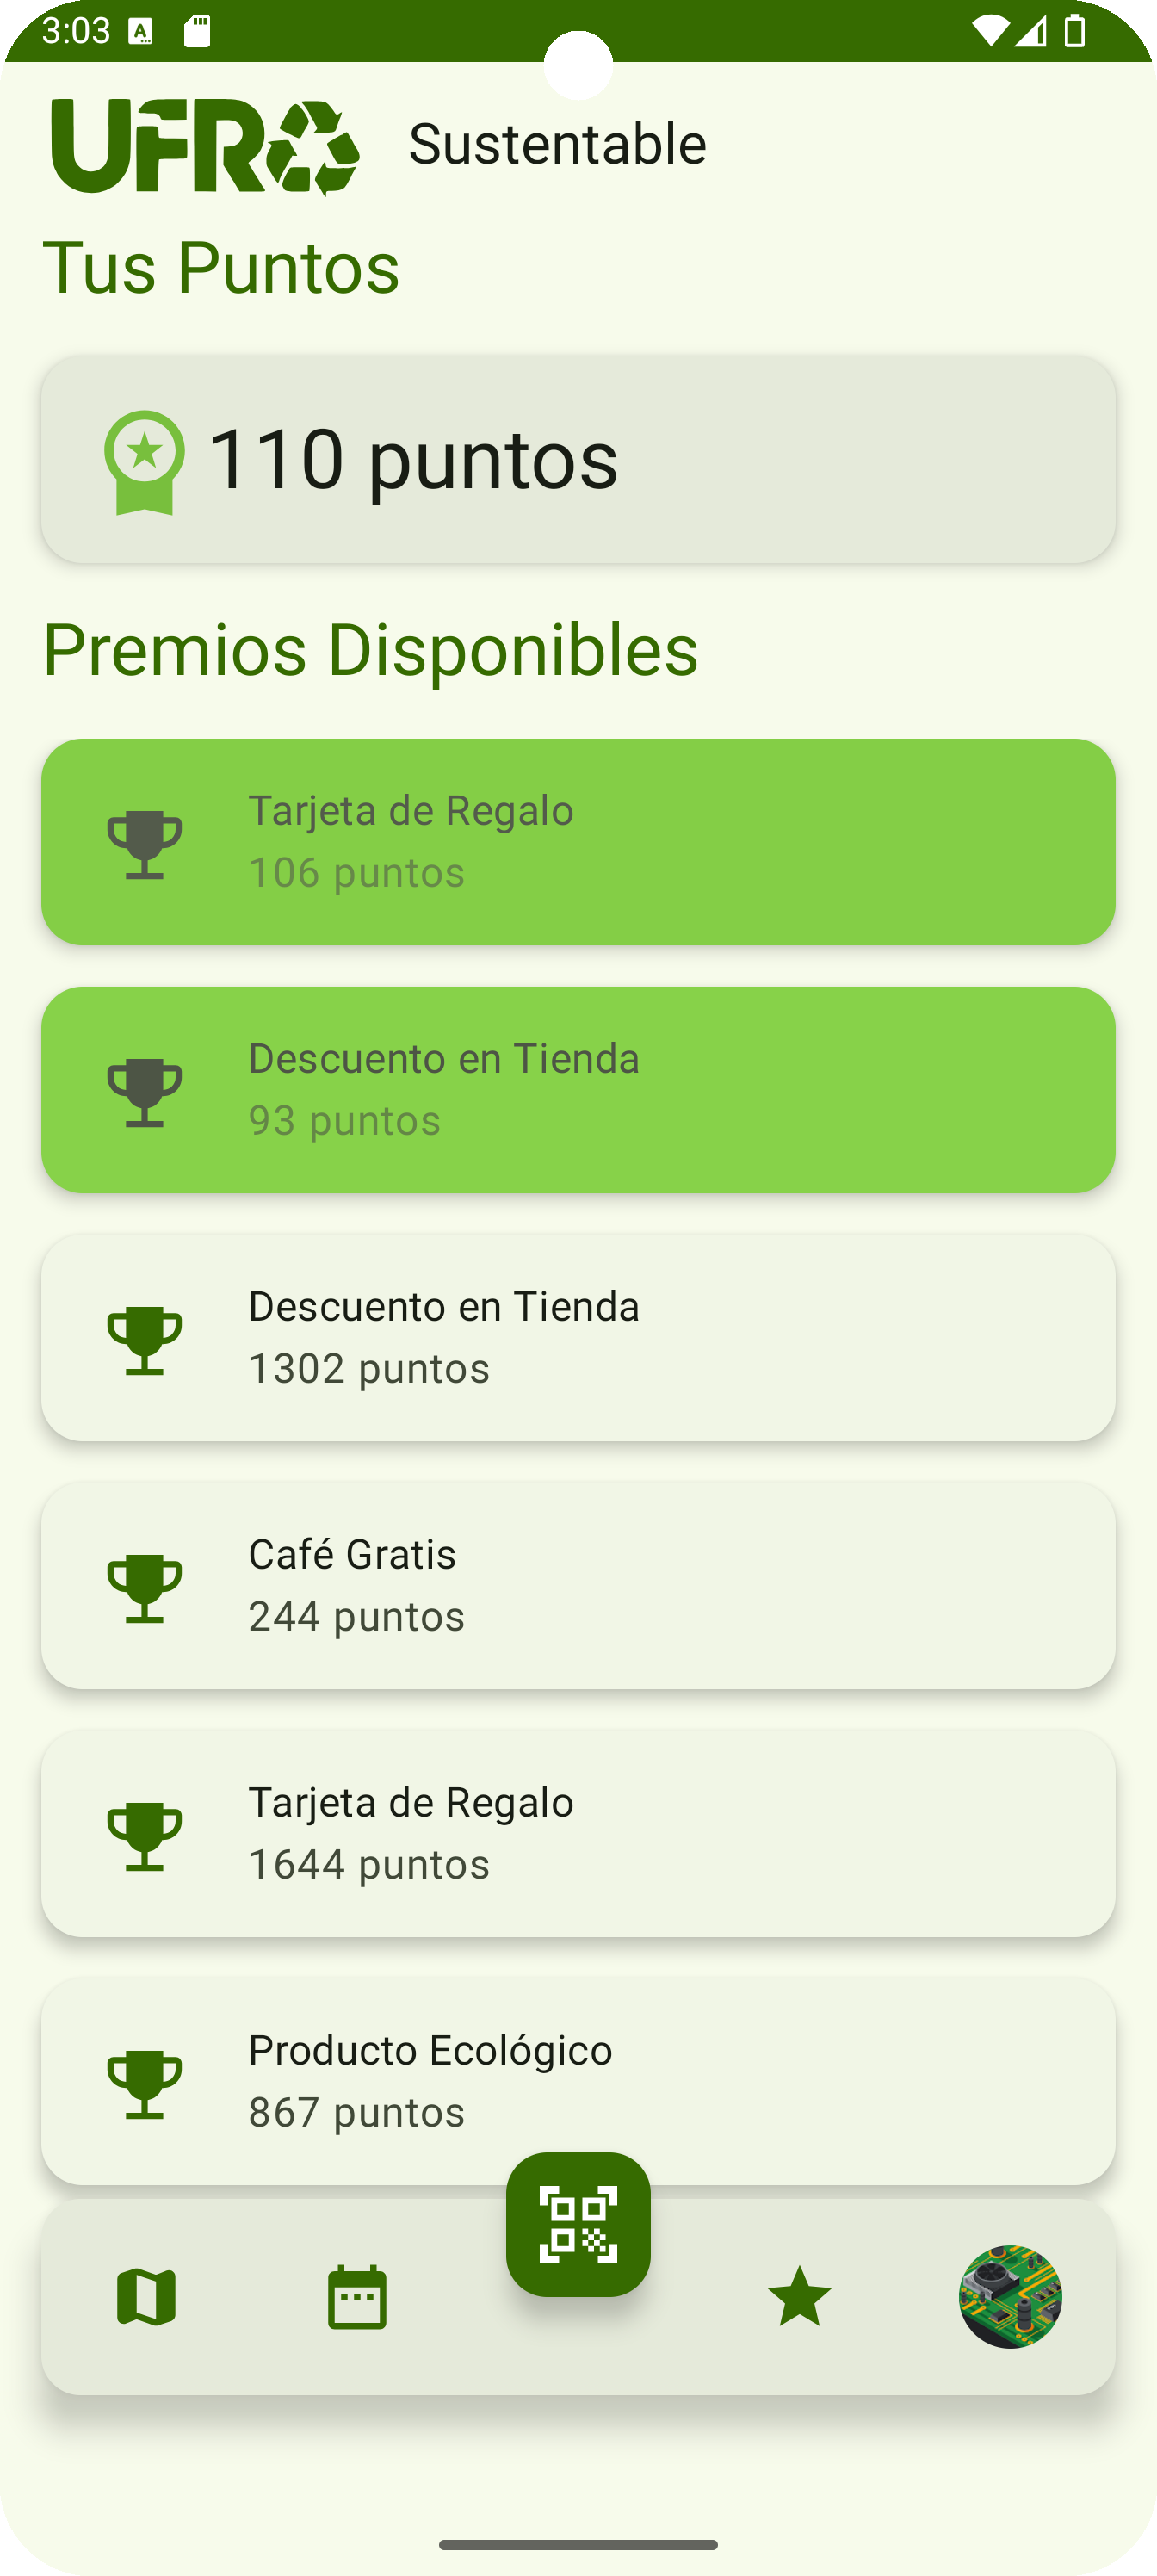 3:03
UFRO Sustentable
Tus Puntos
110 puntos
Premios Disponibles
Tarjeta de Regalo
106 puntos
Descuento en Tienda
93 puntos
Descuento en Tienda
1302 puntos
Café Gratis
244 puntos
Tarjeta de Regalo
1644 puntos
Producto Ecológico
867 puntos